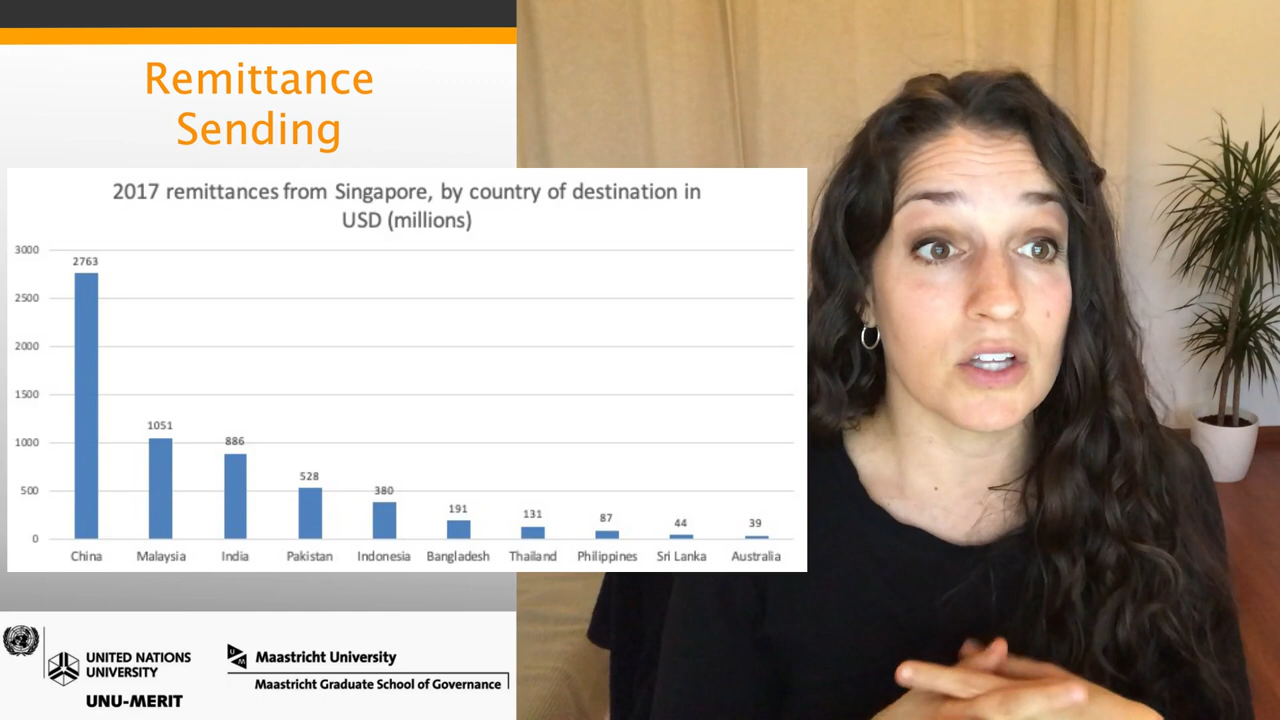 Remittance
Sending
2017 remittances from Singapore, by country of destination in
USD (millions)
3000
2500
2000
1500
1000
500
0
2763
1051
886
528
380
191
131
87
44
39
China Malaysia India Pakistan Indonesia Bangladesh Thailand Philippines Sri Lanka Australia
UNITED NATIONS
UNIVERSITY
UNU-MERIT
UM
Maastricht University
Maastricht Graduate School of Governance